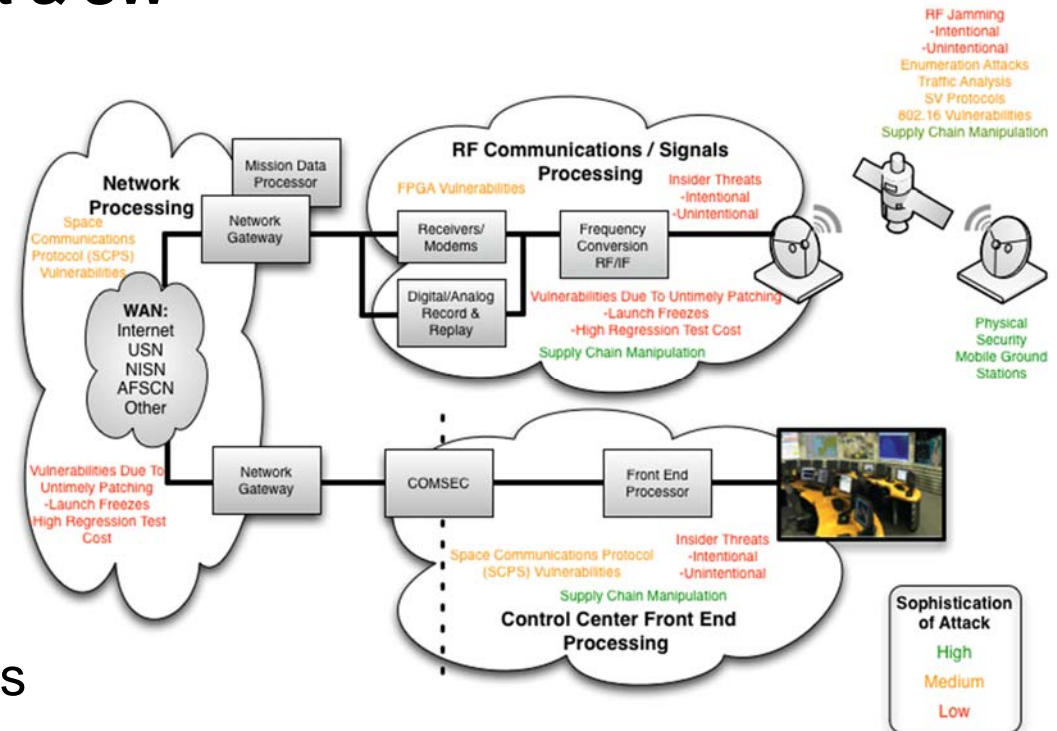 RF Jamming
-Intentional
-Unintentional
Enumeration Attacks
Traffic Analysis
SV Protocols
802.16 Vulnerabilities
Supply Chain Manipulation
Network
Processing
Space
Communications
Protocol (SCPS)
Vulnerabilities
Mission Data
Processor
Network
Gateway
WAN:
Internet
USN
NISN
AFSCN
Other
Vulnerabilities Due To
Untimely Patching
-Launch Freezes
-High Regression Test
Cost
RF Communications / Signals
Processing
FPGA Vulnerabilities
Insider Threats
-Intentional
-Unintentional
Receivers/
Modems
Frequency
Conversion
RF/IF
Digital/Analog
Record &
Replay
Vulnerabilities Due To Untimely Patching
-Launch Freezes
-High Regression Test Cost
Supply Chain Manipulation
Physical
Security
Mobile Ground
Stations
Network
Gateway
COMSEC
Front End
Processor
Space Communications Protocol
(SCPS) Vulnerabilities
Insider Threats
-Intentional
-Unintentional
Supply Chain Manipulation
Control Center Front End
Processing
Sophistication
of Attack
High
Medium
Low
s